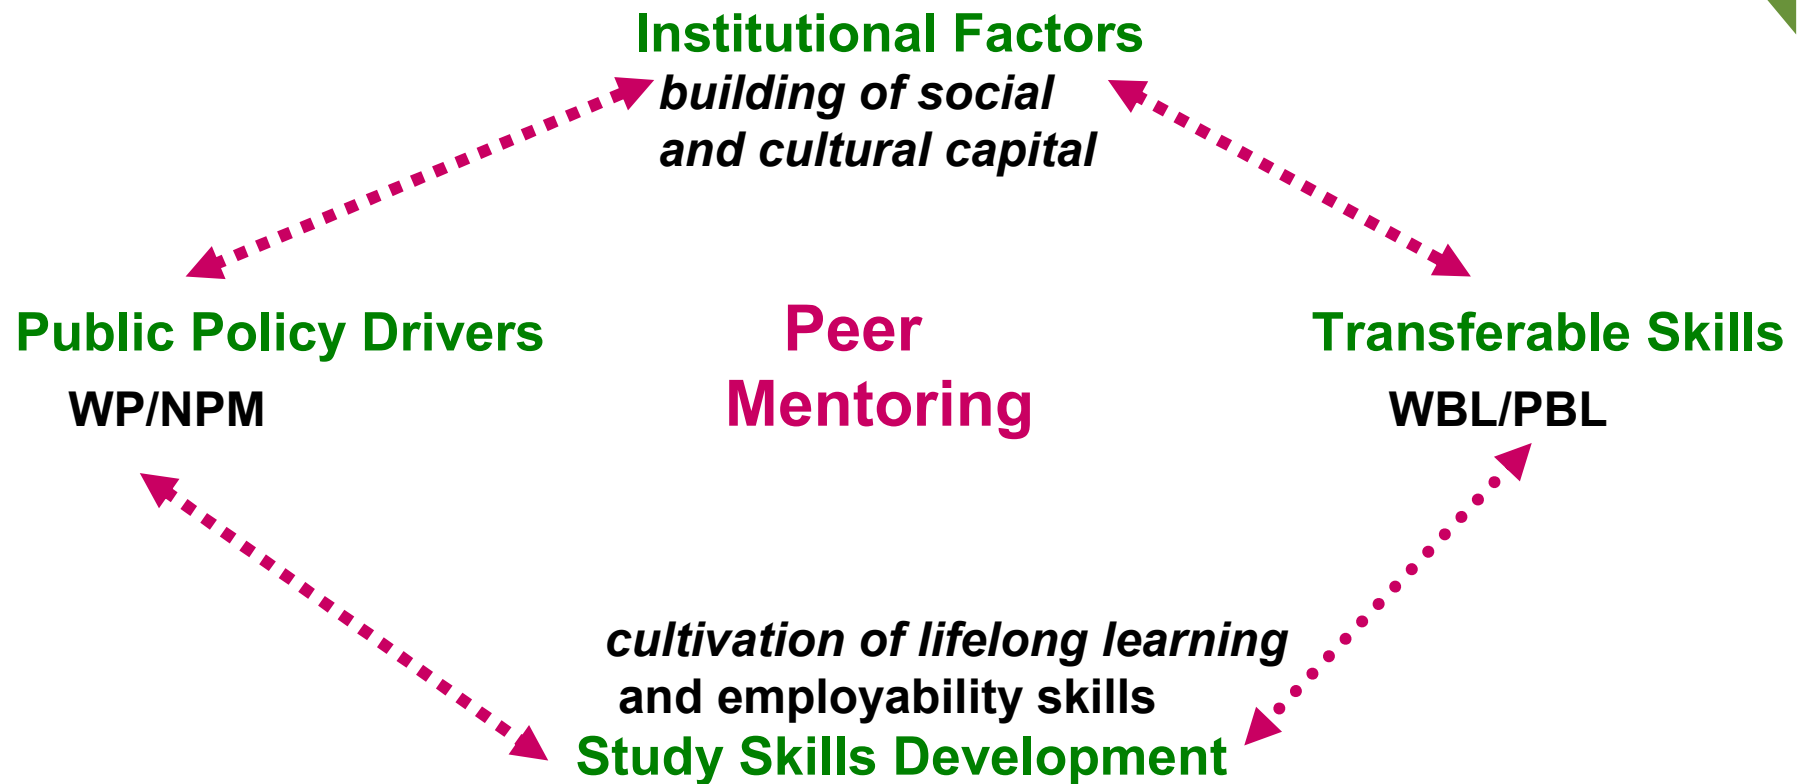 Institutional Factors
building of social
and cultural capital
Public Policy Drivers
WP/NPM
Peer
Mentoring
Transferable Skills
WBL/PBL
cultivation of lifelong learning
and employability skills
Study Skills Development